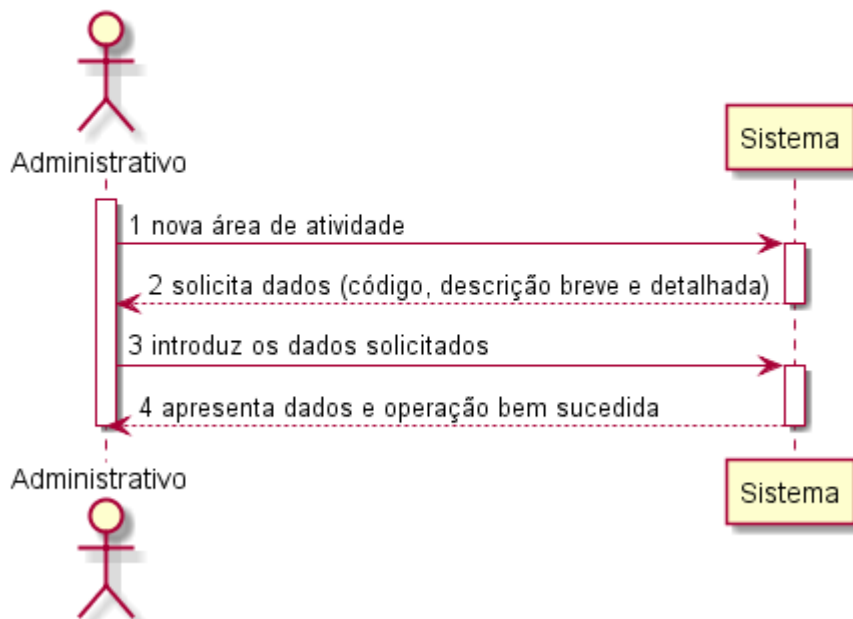 Administrativo
Sistema
1 nova área de atividade
2 solicita dados (código, descrição breve e detalhada)
3 introduz os dados solicitados
4 apresenta dados e operação bem sucedida
Administrativo
Sistema